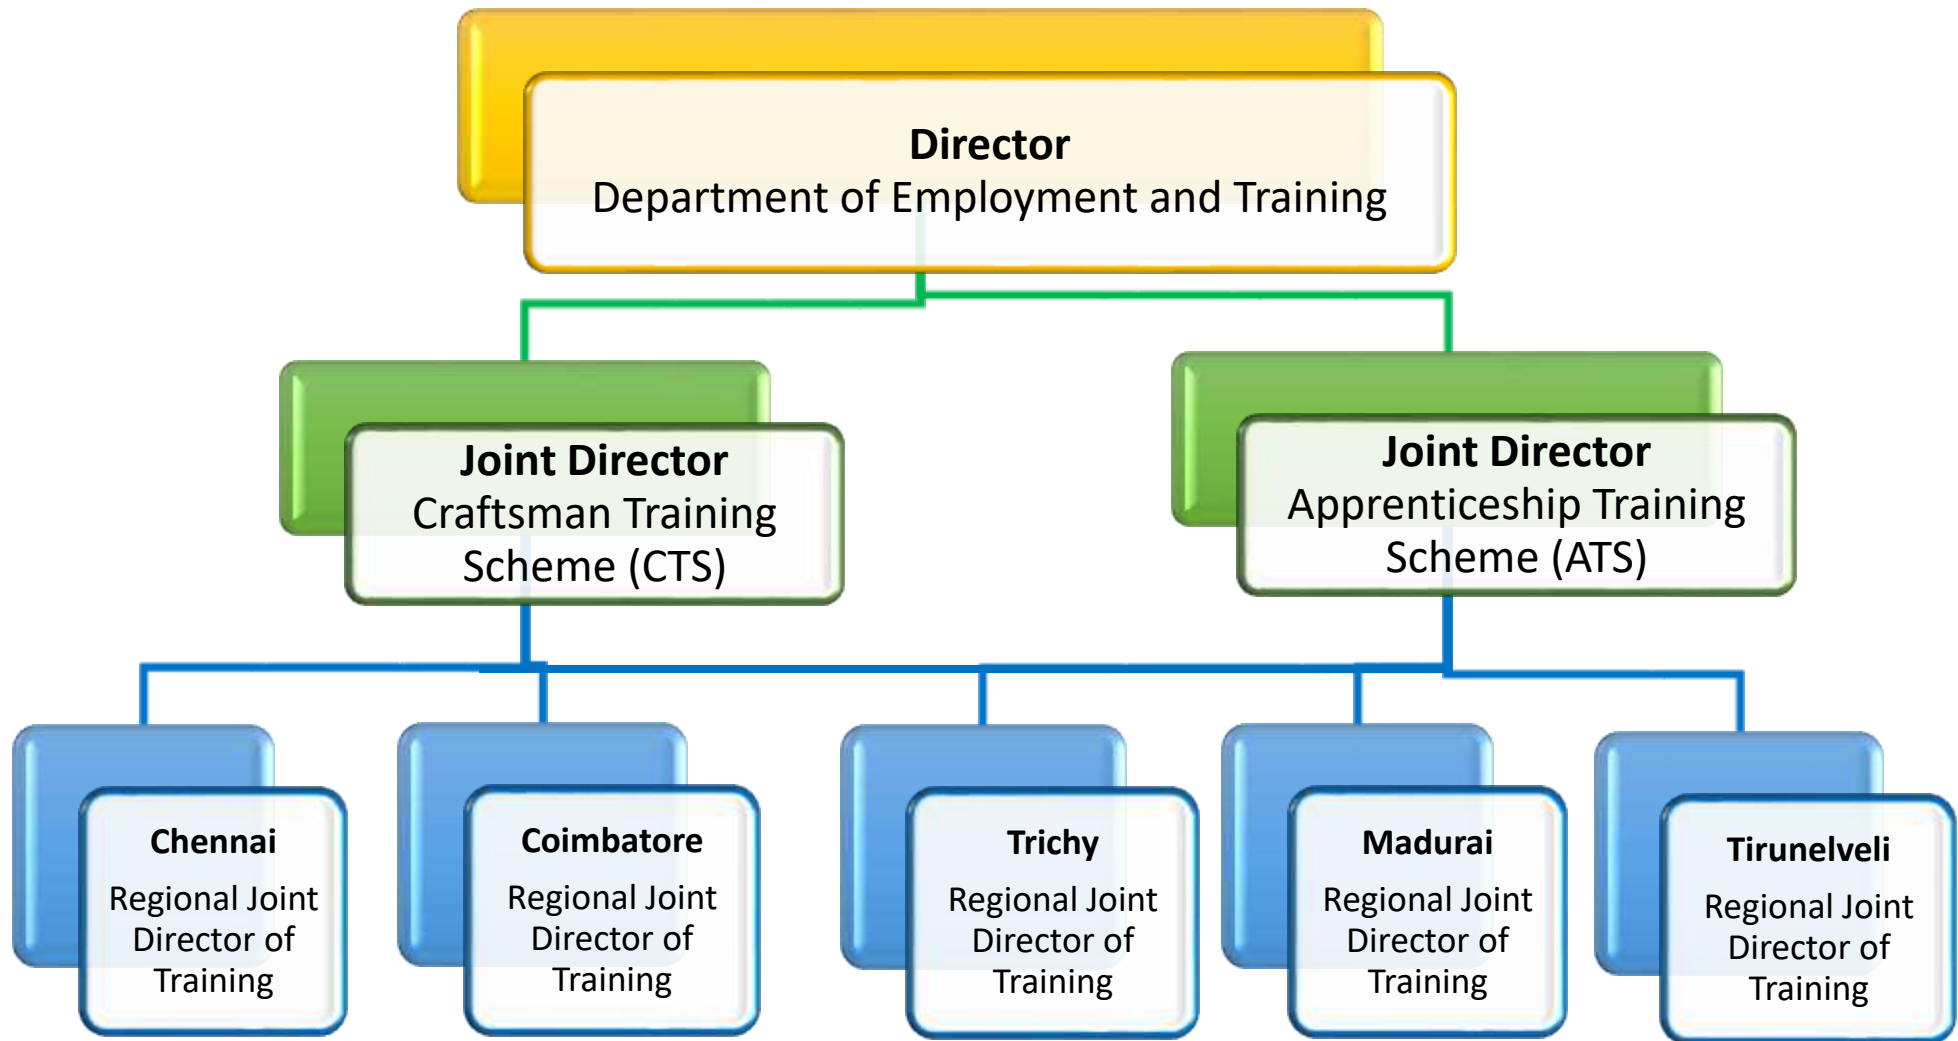 Director
Department of Employment and Training
Joint Director
Craftsman Training
Scheme (CTS)
Joint Director
Apprenticeship Training
Scheme (ATS)
Chennai
Regional Joint
Director of
Training
Coimbatore
Regional Joint
Director of
Training
Trichy
Regional Joint
Director of
Training
Madurai
Regional Joint
Director of
Training
Tirunelveli
Regional Joint
Director of
Training